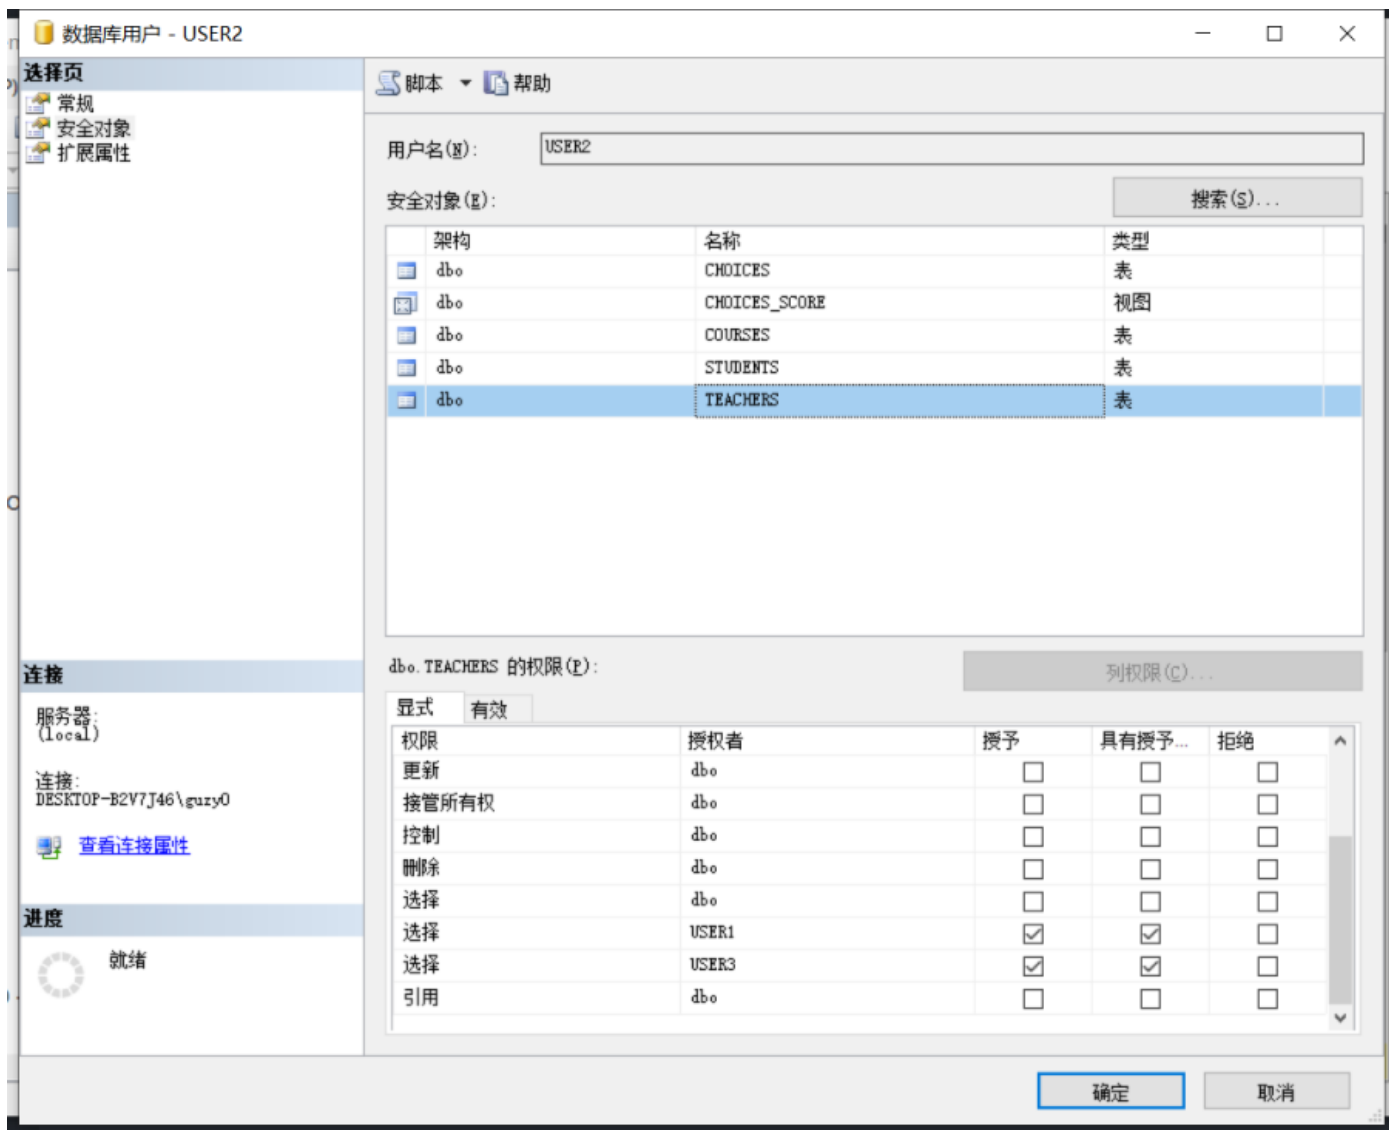 数据库用户 - USER2
选择页
常规
安全对象
扩展属性
脚本 帮助
用户名(N): USER2
安全对象(E): 搜索(S)...
架构 名称 类型
dbo CHOICES 表
dbo CHOICES_SCORE 视图
dbo COURSES 表
dbo STUDENTS 表
dbo TEACHERS 表
连接
服务器:
(local)
连接:
DESKTOP-B2V7J46\guzy0
查看连接属性
进度
就绪
dbo.TEACHERS 的权限(P): 列权限(C)...
显式 有效
权限 授权者 授予 具有授予... 拒绝
更新 dbo
接管所有权 dbo
控制 dbo
删除 dbo
选择 dbo
选择 USER1
选择 USER3
引用 dbo
确定 取消